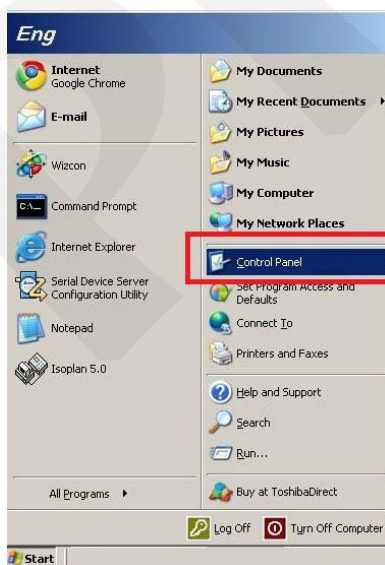 Eng
Internet
Google Chrome
E-mail
Wizcon
C:\_
Command Prompt
Internet Explorer
Serial Device Server
Configuration Utility
Notepad
Isoplan 5.0
All Programs
My Documents
My Recent Documents
My Pictures
My Music
My Computer
My Network Places
Control Panel
Set Program Access and
Defaults
Connect To
Printers and Faxes
Help and Support
Search
Run...
Buy at ToshibaDirect
Log Off
Turn Off Computer
Start